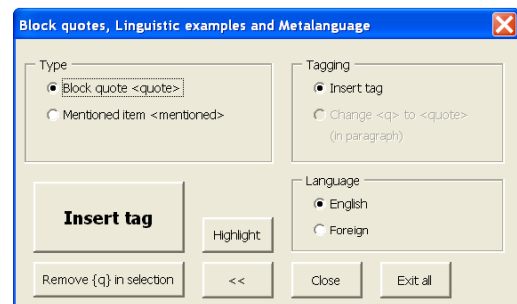 Block quotes, Linguistic examples and Metalanguage
Type
Block quote <quote>
Mentioned item <mentioned>
Tagging
Insert tag
Change <q> to <quote>
(in paragraph)
Language
English
Foreign
Insert tag
Highlight
Remove {q} in selection
<<
Close
Exit all